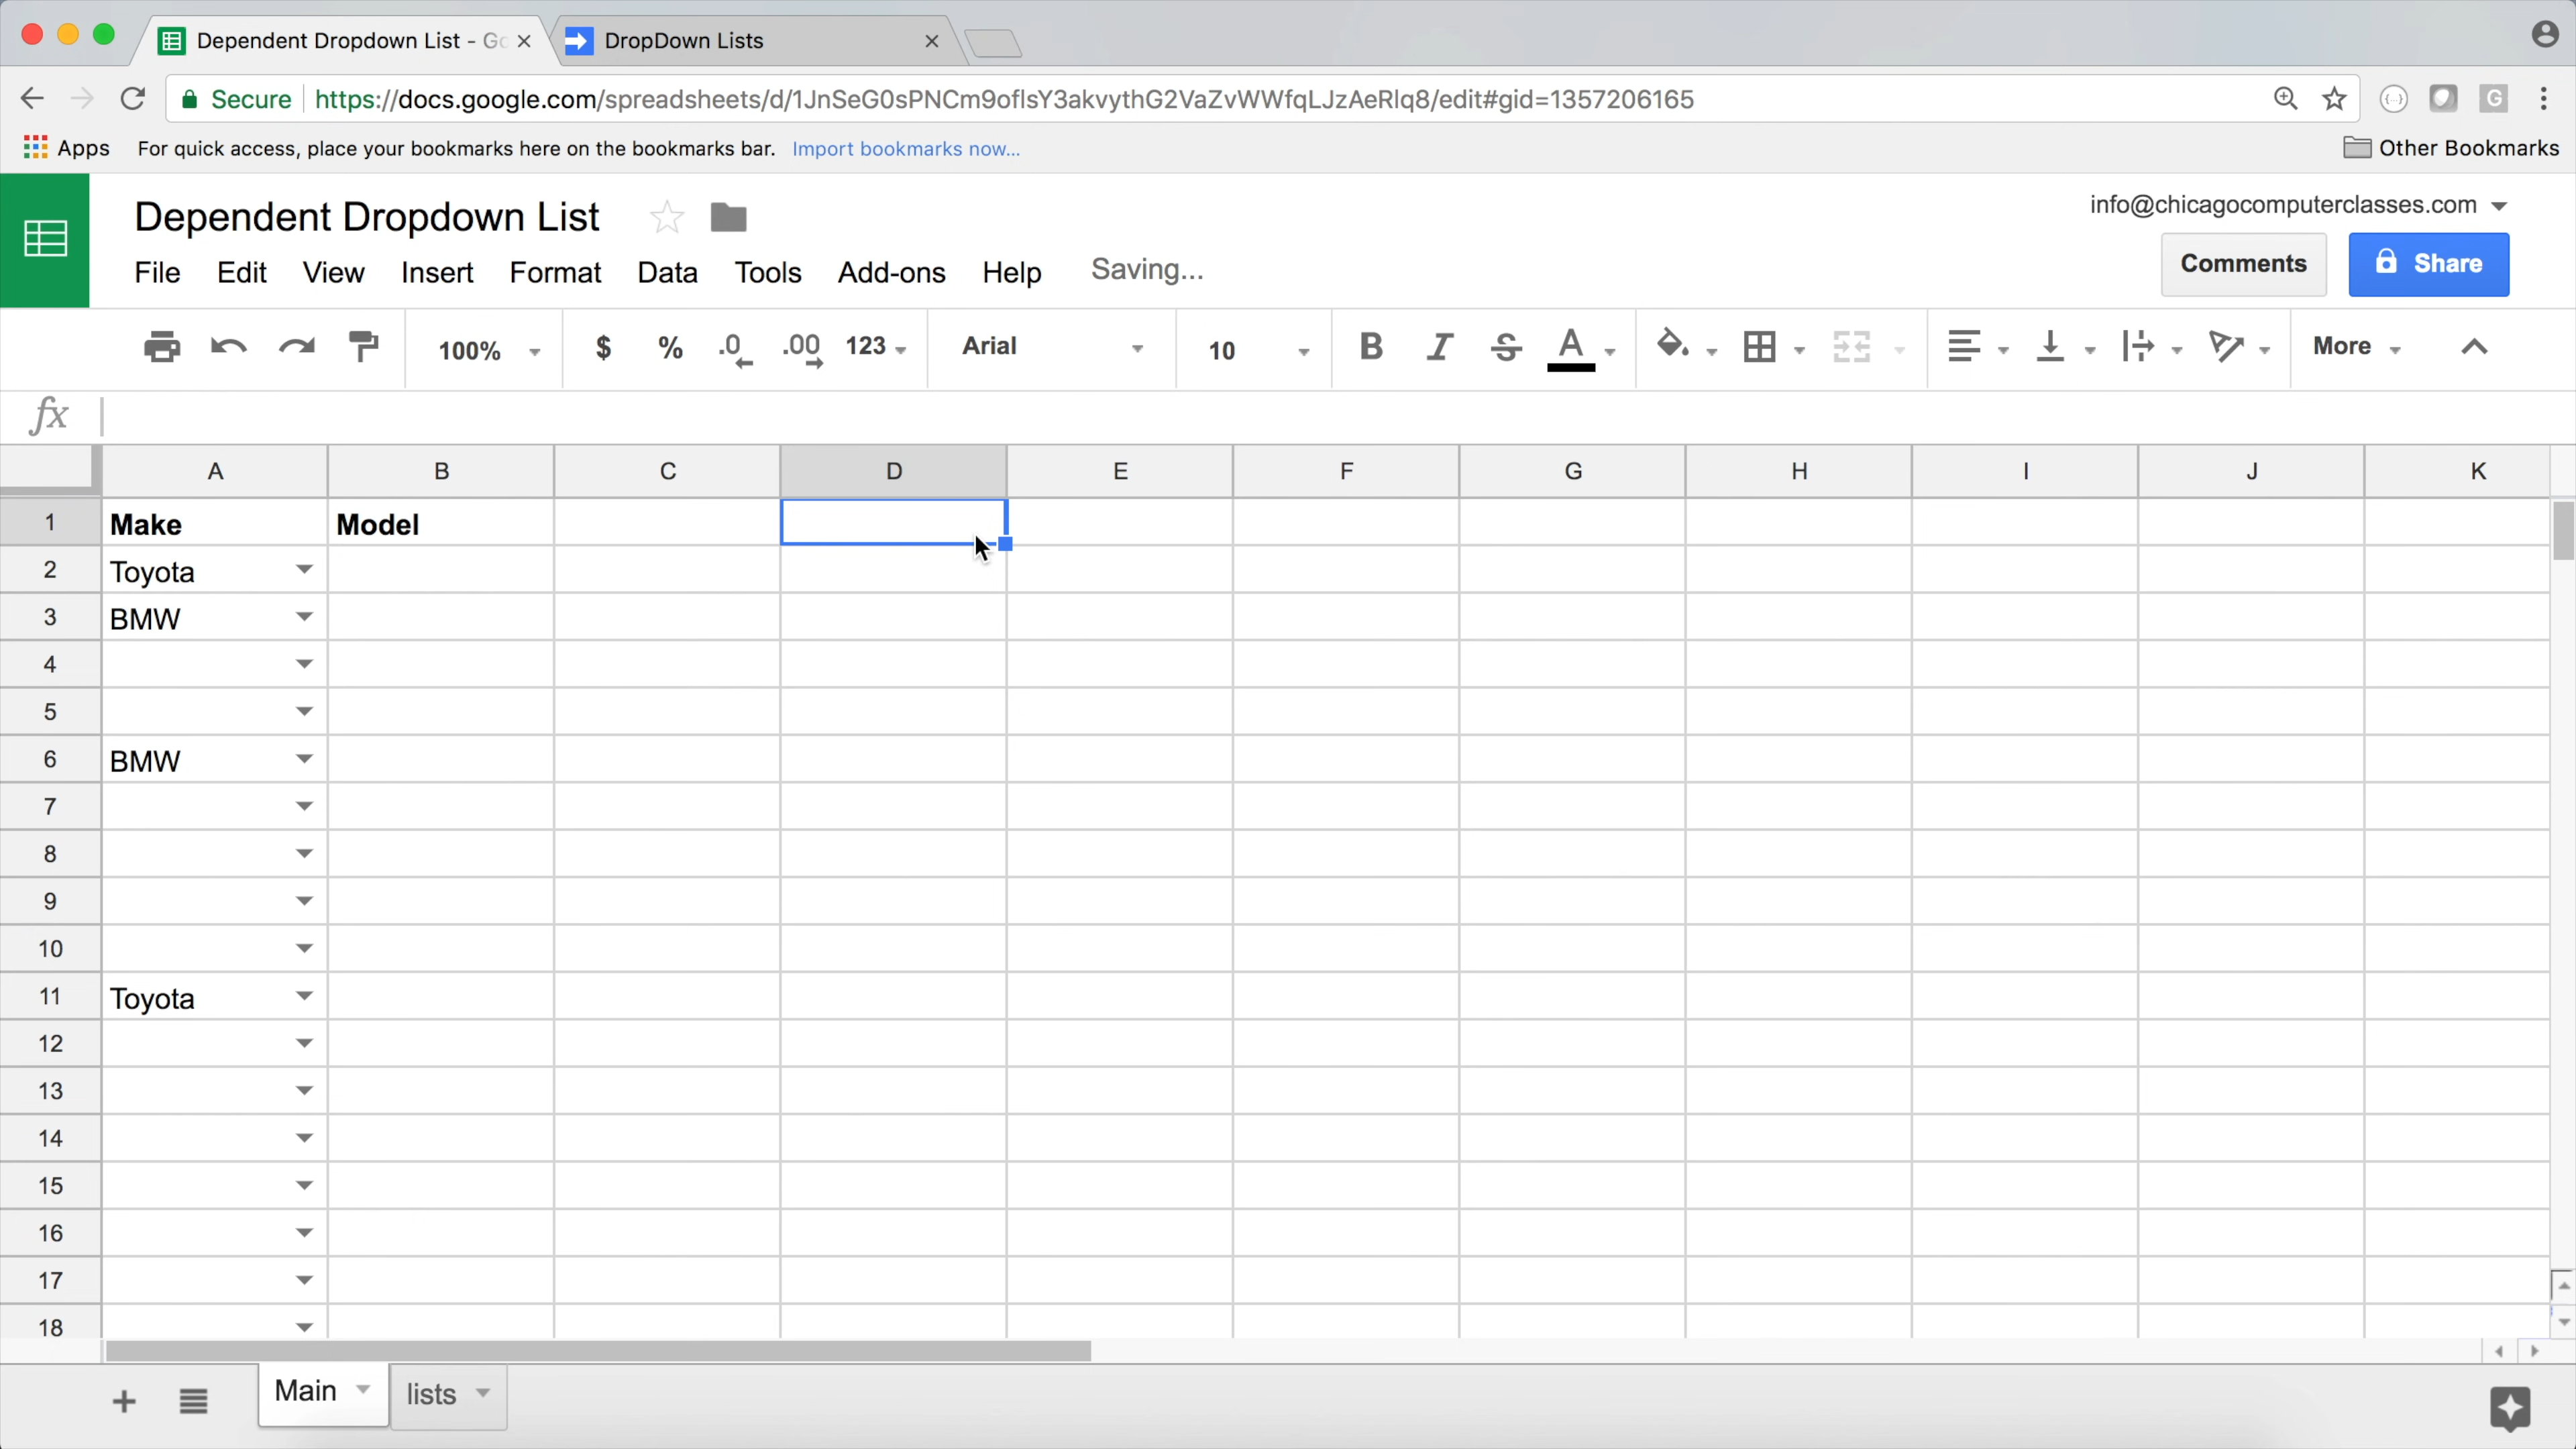 Dependent Dropdown List - Go
DropDown Lists
Secure https://docs.google.com/spreadsheets/d/1JnSeG0sPNCm9oflsY3akvythG2VaZvWWfqLJzAeRlq8/edit#gid=1357206165
Apps For quick access, place your bookmarks here on the bookmarks bar. Import bookmarks now... Other Bookmarks
Dependent Dropdown List
info@chicagocomputerclasses.com
File Edit View Insert Format Data Tools Add-ons Help Saving...
Comments Share
100% $ % .0 .00 123 Arial 10 B I S A More
fx
A B C D E F G H I J K
1 Make Model
2 Toyota
3 BMW
4
5
6 BMW
7
8
9
10
11 Toyota
12
13
14
15
16
17
18
Main lists